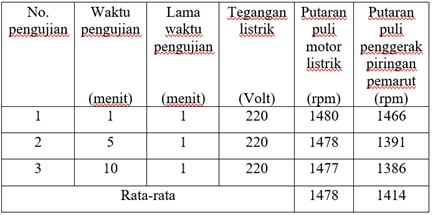 No. pengujian | Waktu pengujian (menit) | Lama waktu pengujian (menit) | Tegangan listrik (Volt) | Putaran puli motor listrik (rpm) | Putaran puli penggerak piringan pemarut (rpm)
1 | 1 | 1 | 220 | 1480 | 1466
2 | 5 | 1 | 220 | 1478 | 1391
3 | 10 | 1 | 220 | 1477 | 1386
Rata-rata | 1478 | 1414